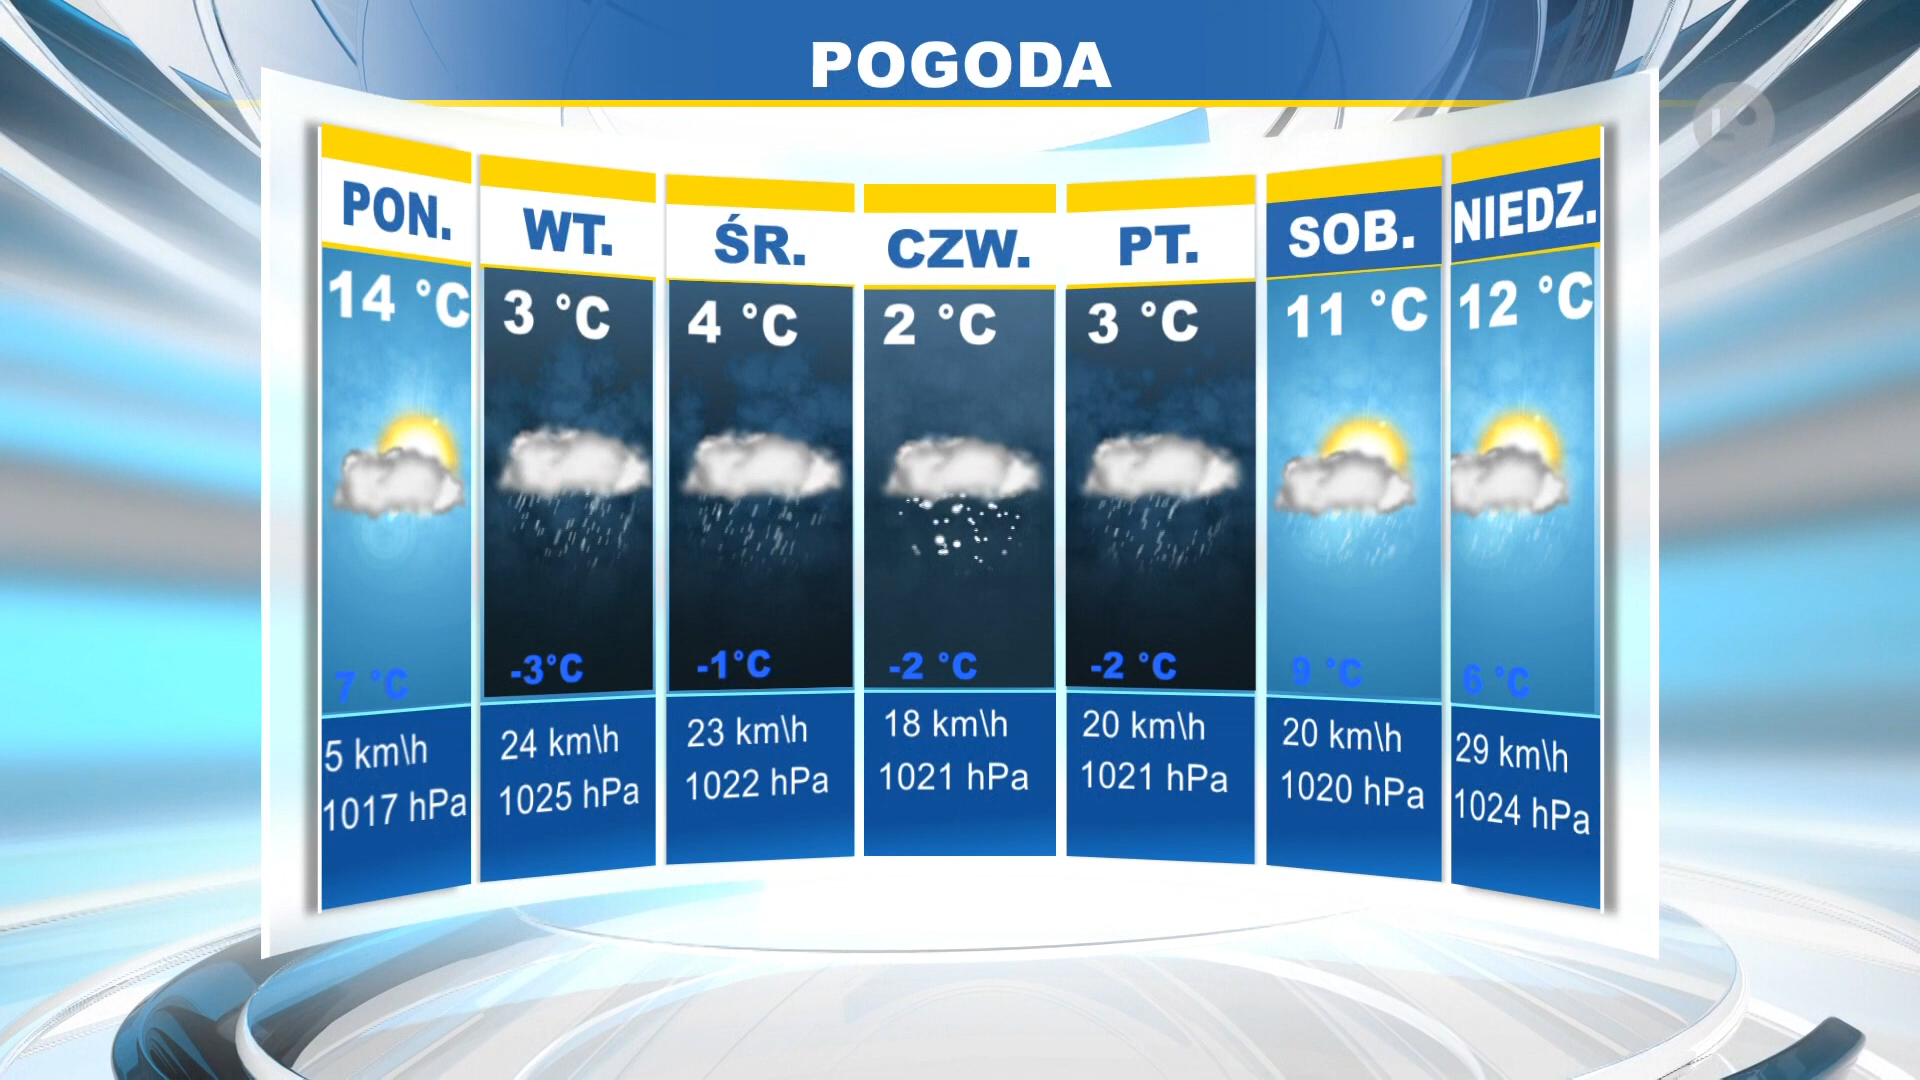 POGODA
PON.
14 °C
7 °C
5 km\h
1017 hPa
WT.
3 °C
-3°C
24 km\h
1025 hPa
ŚR.
4 °C
-1°C
23 km\h
1022 hPa
CZW.
2 °C
-2 °C
18 km\h
1021 hPa
PT.
3 °C
-2 °C
20 km\h
1021 hPa
SOB.
11 °C
9 °C
20 km\h
1020 hPa
NIEDZ.
12 °C
6 °C
29 km\h
1024 hPa